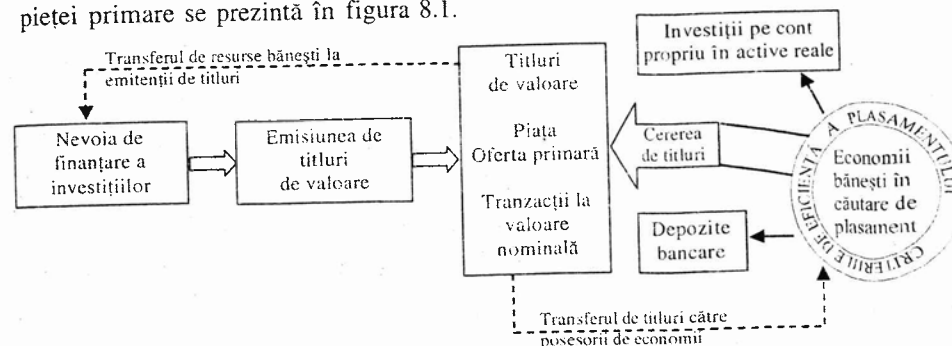 pieței primare se prezintă în figura 8.1.
Transferul de resurse bănești la
emitenții de titluri
Nevoia de
finanțare a
investițiilor
Emisiunea de
titluri
de valoare
Titluri
de valoare
Piața
Oferta primară
Tranzacții la
valoare
nominală
Investiții pe cont
propriu în active reale
Cererea
de titluri
Depozite
bancare
CRITERIILE DE EFICIENȚĂ A PLASAMENTULUI
Economii
bănești în
căutare de
plasament
Transferul de titluri către
posesorii de economii